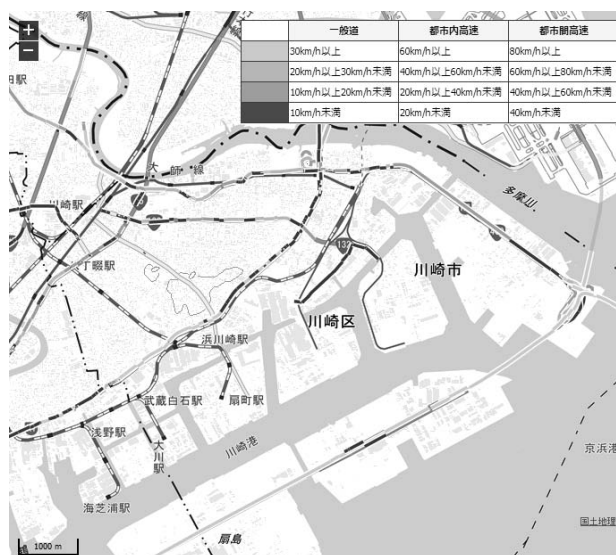 +
−
一般道 都市内高速 都市間高速
30km/h以上 60km/h以上 80km/h以上
20km/h以上30km/h未満 40km/h以上60km/h未満 60km/h以上80km/h未満
10km/h以上20km/h未満 20km/h以上40km/h未満 40km/h以上60km/h未満
10km/h未満 20km/h未満 40km/h未満
大師線
多摩川
川崎駅
132
川崎市
川崎区
浜川崎駅
武蔵白石駅
扇町駅
浅野駅
大川駅
川崎港
京浜港
海芝浦駅
扇島
国土地理
1000 m